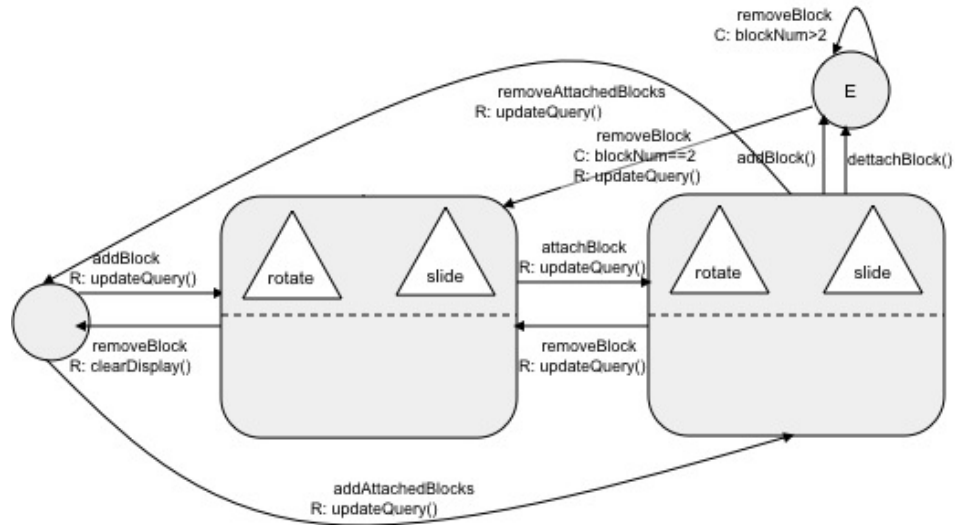 removeBlock
C: blockNum>2
E
removeAttachedBlocks
R: updateQuery()
removeBlock
C: blockNum==2
R: updateQuery()
addBlock()
dettachBlock()
rotate
slide
rotate
slide
addBlock
R: updateQuery()
attachBlock
R: updateQuery()
removeBlock
R: clearDisplay()
removeBlock
R: updateQuery()
addAttachedBlocks
R: updateQuery()